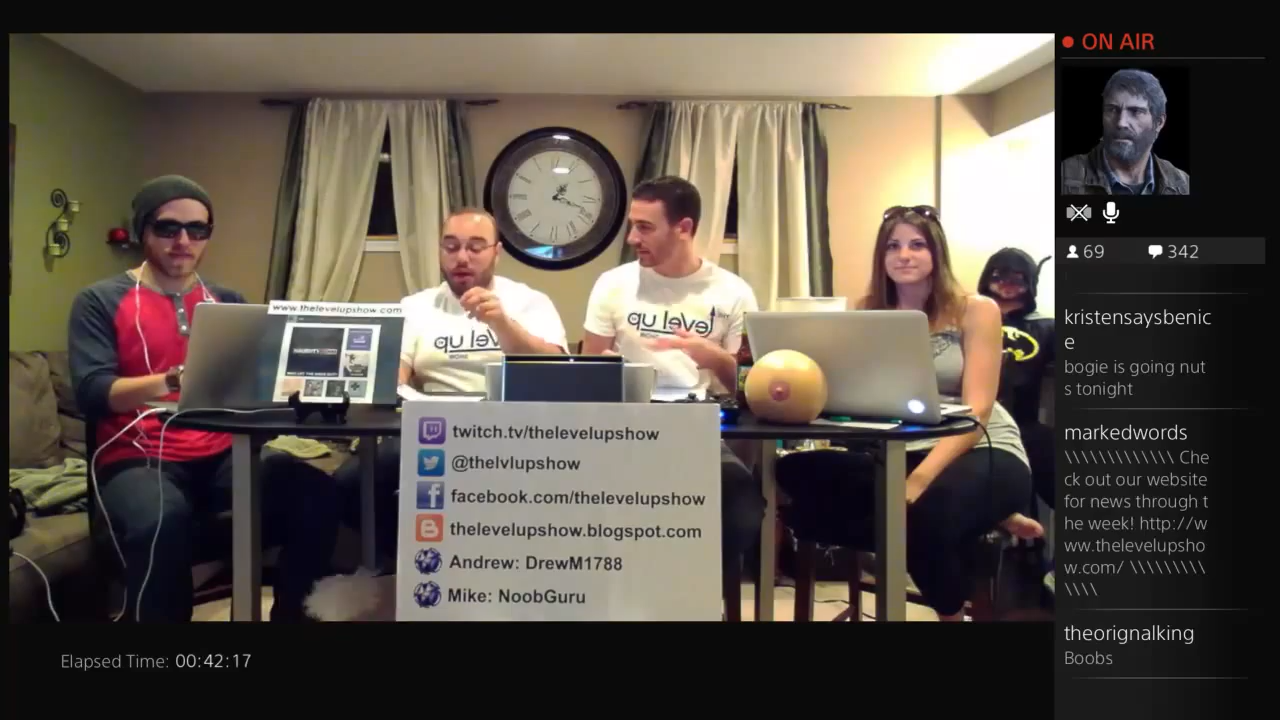 ON AIR
69 342
www.thelevelupshow.com
level up
level up
twitch.tv/thelevelupshow
@thelvlupshow
facebook.com/thelevelupshow
thelevelupshow.blogspot.com
Andrew: DrewM1788
Mike: NoobGuru
kristensaysbenic
e
bogie is going nut
s tonight
markedwords
\\\\\\\\\\\\\ Che
ck out our website
for news through t
he week! http://w
ww.thelevelupsho
w.com/ \\\\\\\\\
\\\\
theorignalking
Boobs
Elapsed Time: 00:42:17